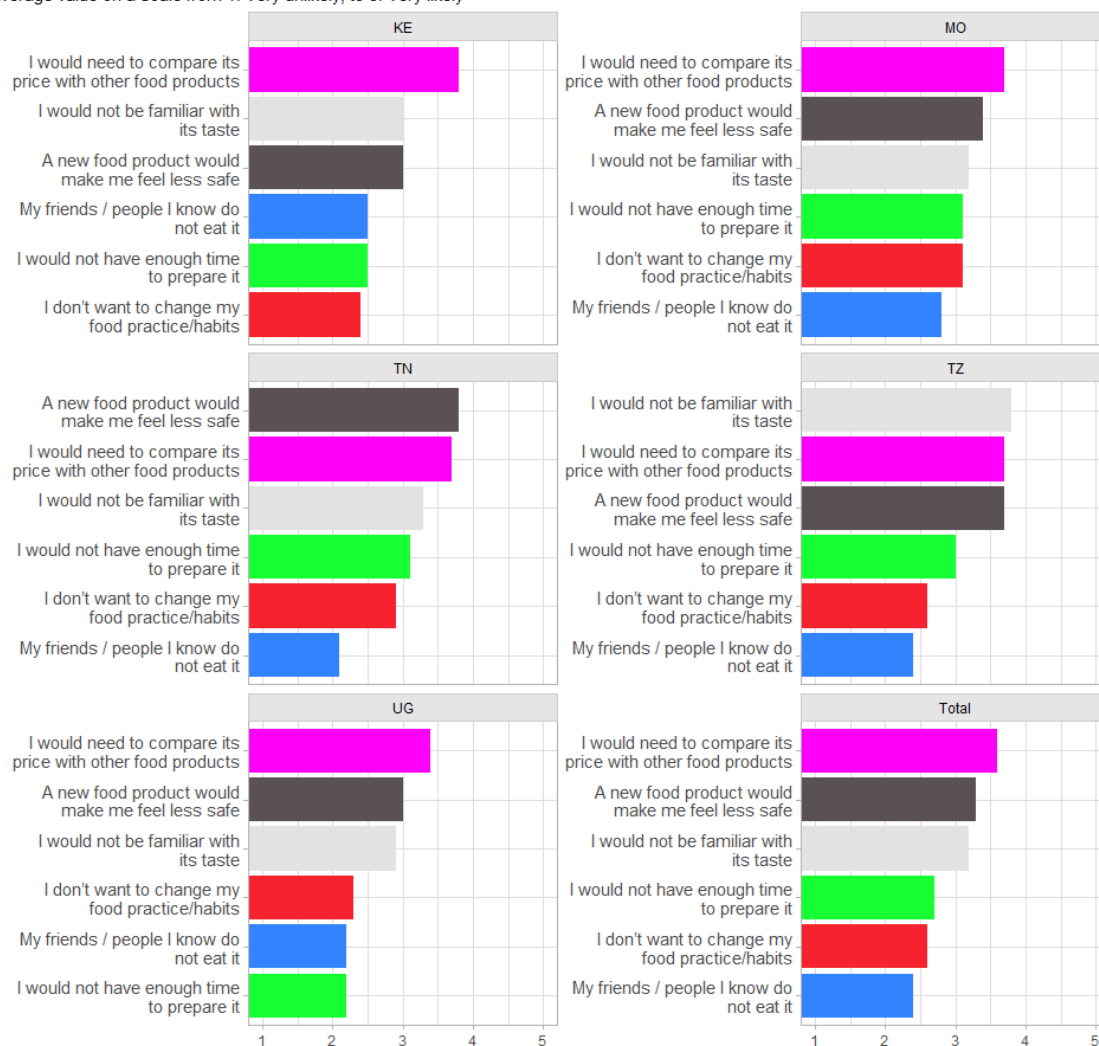 average value on a scale from 1: Very unlikely, to 5: Very likely
KE
I would need to compare its
price with other food products
I would not be familiar with
its taste
A new food product would
make me feel less safe
My friends / people I know do
not eat it
I would not have enough time
to prepare it
I don’t want to change my
food practice/habits
MO
I would need to compare its
price with other food products
A new food product would
make me feel less safe
I would not be familiar with
its taste
I would not have enough time
to prepare it
I don’t want to change my
food practice/habits
My friends / people I know do
not eat it
TN
A new food product would
make me feel less safe
I would need to compare its
price with other food products
I would not be familiar with
its taste
I would not have enough time
to prepare it
I don’t want to change my
food practice/habits
My friends / people I know do
not eat it
TZ
I would not be familiar with
its taste
I would need to compare its
price with other food products
A new food product would
make me feel less safe
I would not have enough time
to prepare it
I don’t want to change my
food practice/habits
My friends / people I know do
not eat it
UG
I would need to compare its
price with other food products
A new food product would
make me feel less safe
I would not be familiar with
its taste
I don’t want to change my
food practice/habits
My friends / people I know do
not eat it
I would not have enough time
to prepare it
1 2 3 4 5
Total
I would need to compare its
price with other food products
A new food product would
make me feel less safe
I would not be familiar with
its taste
I would not have enough time
to prepare it
I don’t want to change my
food practice/habits
My friends / people I know do
not eat it
1 2 3 4 5